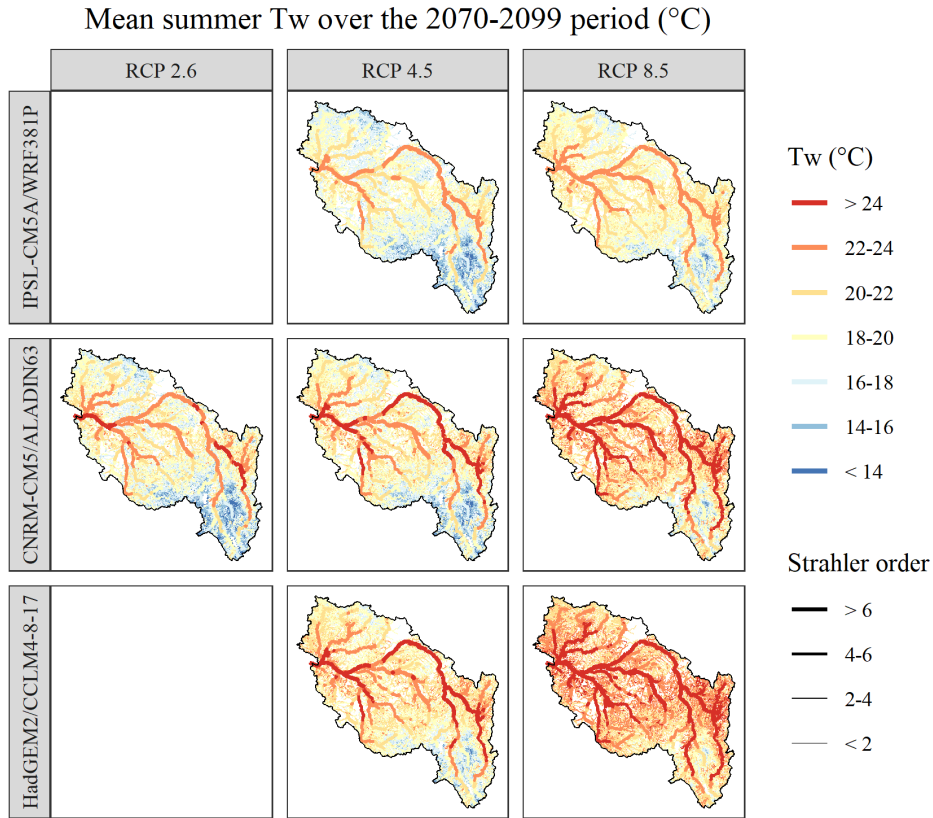 Mean summer Tw over the 2070-2099 period (°C)
RCP 2.6
RCP 4.5
RCP 8.5
IPSL-CM5A/WRF381P
CNRM-CM5/ALADIN63
HadGEM2/CCLM4-8-17
Tw (°C)
> 24
22-24
20-22
18-20
16-18
14-16
< 14
Strahler order
> 6
4-6
2-4
< 2